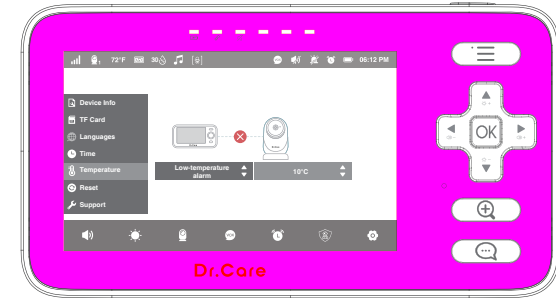 72°F 30 06:12 PM
Device Info
TF Card
Languages
Time
Temperature
Reset
Support
Low-temperature
alarm
10°C
OK
Dr.Care